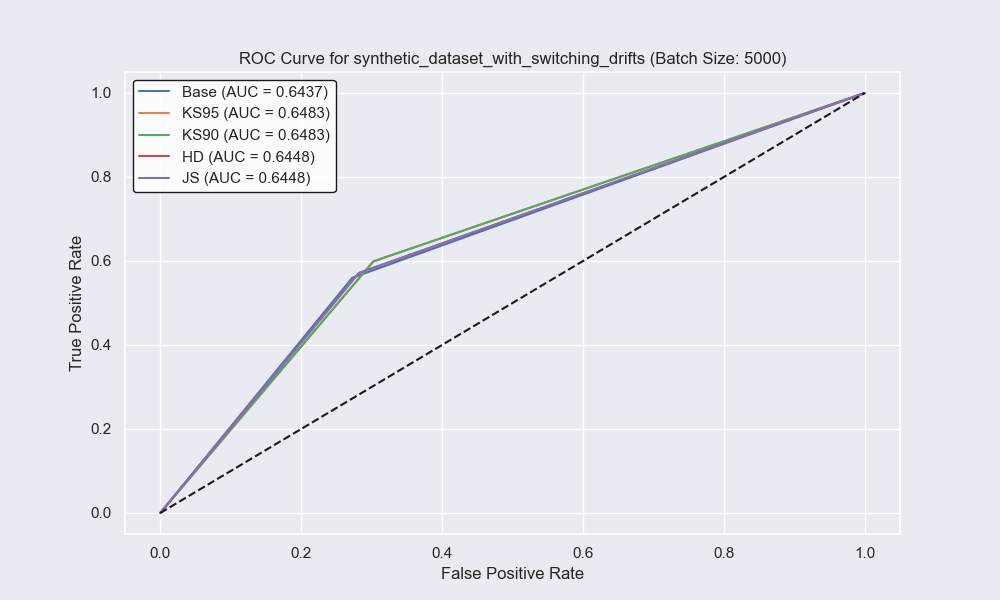 ROC Curve for synthetic_dataset_with_switching_drifts (Batch Size: 5000)
Base (AUC = 0.6437)
KS95 (AUC = 0.6483)
KS90 (AUC = 0.6483)
HD (AUC = 0.6448)
JS (AUC = 0.6448)
True Positive Rate
1.0
0.8
0.6
0.4
0.2
0.0
0.0 0.2 0.4 0.6 0.8 1.0
False Positive Rate